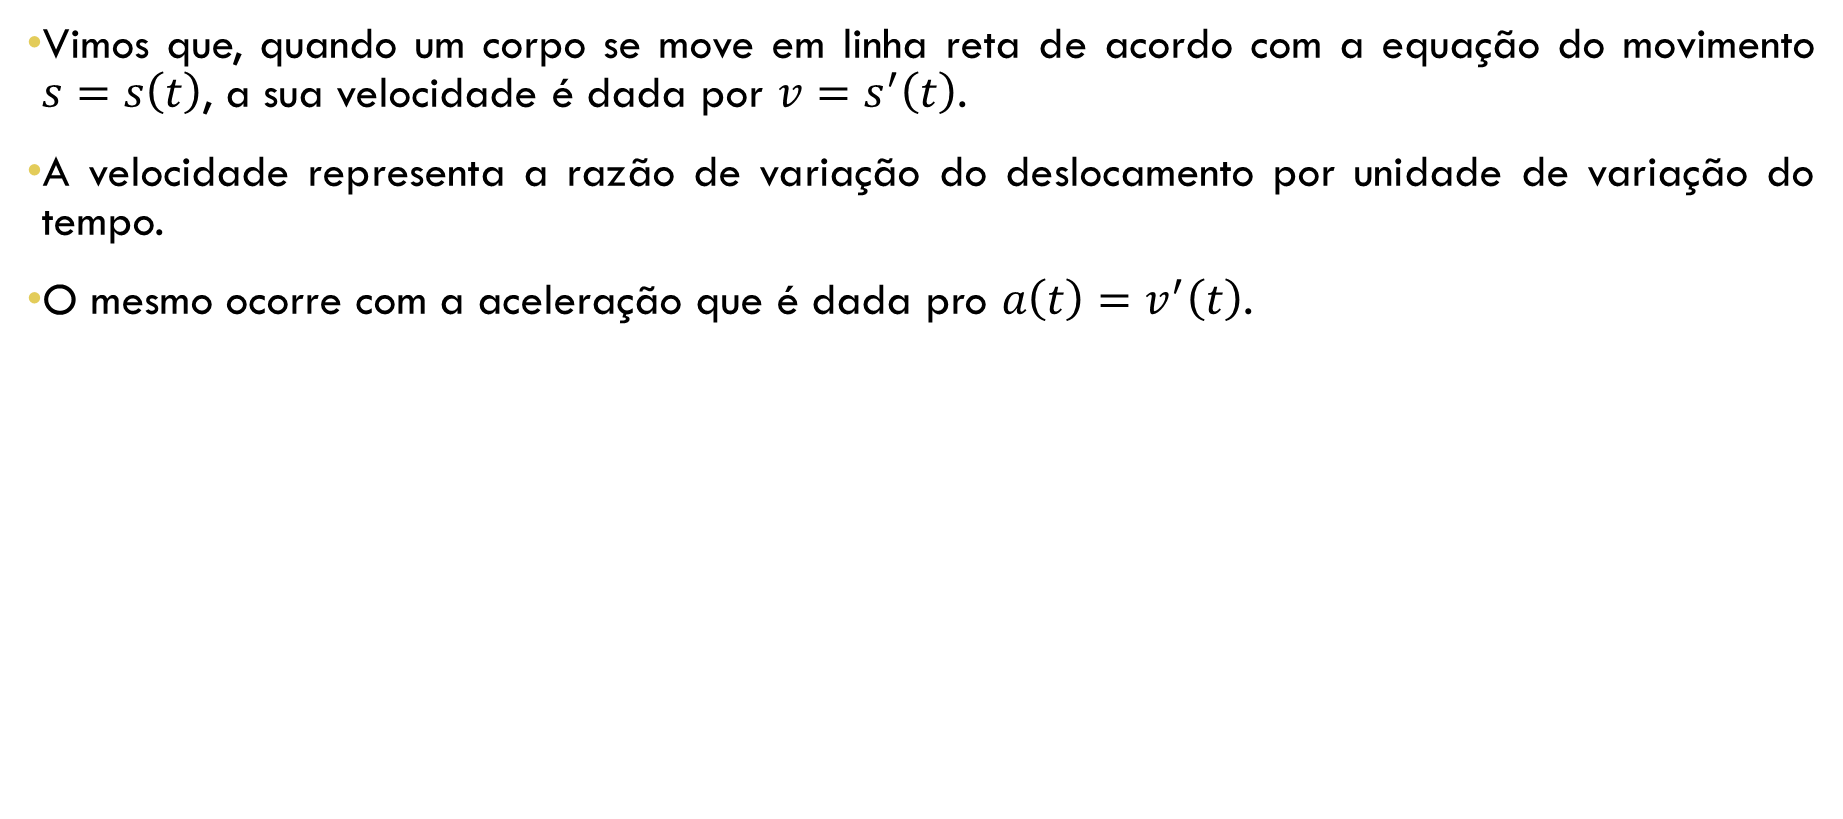 •Vimos que, quando um corpo se move em linha reta de acordo com a equação do movimento
𝑠 = 𝑠(𝑡), a sua velocidade é dada por 𝑣 = 𝑠′(𝑡).
•A velocidade representa a razão de variação do deslocamento por unidade de variação do
tempo.
•O mesmo ocorre com a aceleração que é dada pro 𝑎(𝑡) = 𝑣′(𝑡).